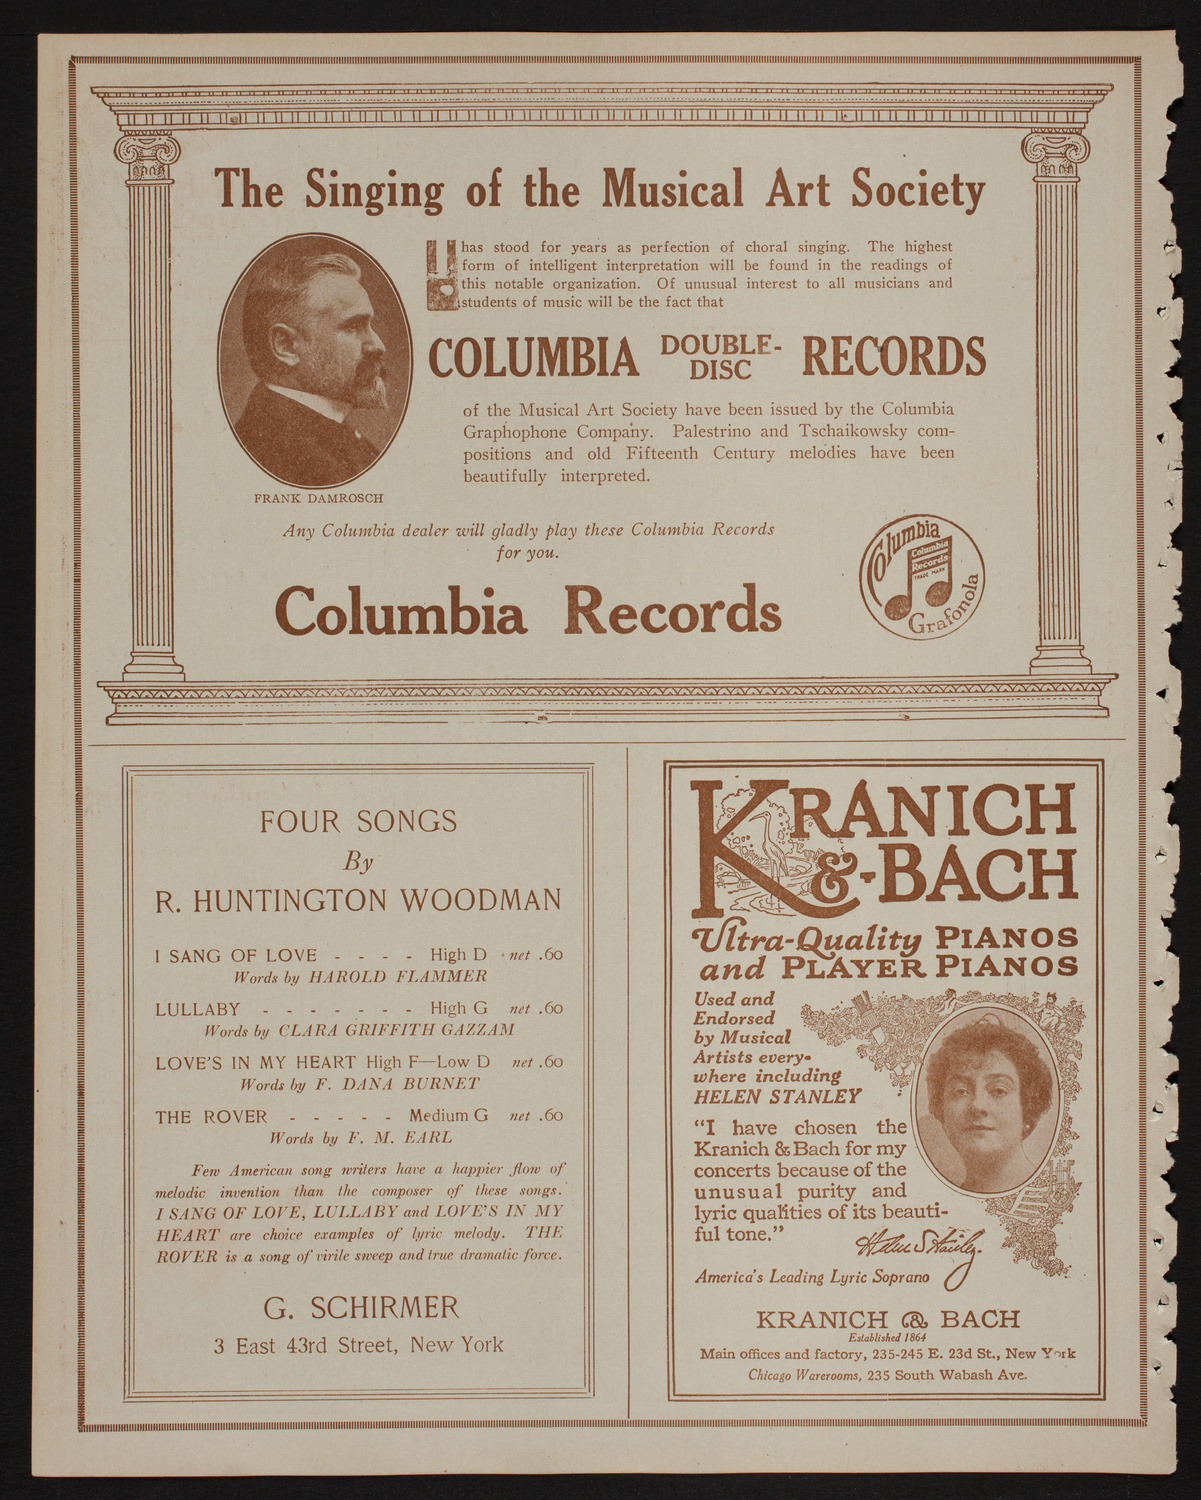 The Singing of the Musical Art Society
has stood for years as perfection of choral singing. The highest
form of intelligent interpretation will be found in the readings of
this notable organization. Of unusual interest to all musicians and
students of music will be the fact that
COLUMBIA DOUBLE-DISC RECORDS
of the Musical Art Society have been issued by the Columbia
Graphophone Company. Palestrino and Tschaikowsky com-
positions and old Fifteenth Century melodies have been
beautifully interpreted.
FRANK DAMROSCH
Any Columbia dealer will gladly play these Columbia Records
for you.
Columbia Records
Columbia
Columbia
Records
TRADE MARK
Grafonola
FOUR SONGS
By
R. HUNTINGTON WOODMAN
I SANG OF LOVE - - - - High D net .60
Words by HAROLD FLAMMER
LULLABY - - - - - - - High G net .60
Words by CLARA GRIFFITH GAZZAM
LOVE'S IN MY HEART High F—Low D net .60
Words by F. DANA BURNET
THE ROVER - - - - - Medium G net .60
Words by F. M. EARL
Few American song writers have a happier flow of
melodic invention than the composer of these songs.
I SANG OF LOVE, LULLABY and LOVE'S IN MY
HEART are choice examples of lyric melody. THE
ROVER is a song of virile sweep and true dramatic force.
G. SCHIRMER
3 East 43rd Street, New York
KRANICH
&-BACH
Ultra-Quality PIANOS
and PLAYER PIANOS
Used and
Endorsed
by Musical
Artists every-
where including
HELEN STANLEY
"I have chosen the
Kranich & Bach for my
concerts because of the
unusual purity and
lyric qualities of its beauti-
ful tone."
Helen Stanley.
America's Leading Lyric Soprano
KRANICH & BACH
Established 1864
Main offices and factory, 235-245 E. 23d St., New York
Chicago Warerooms, 235 South Wabash Ave.